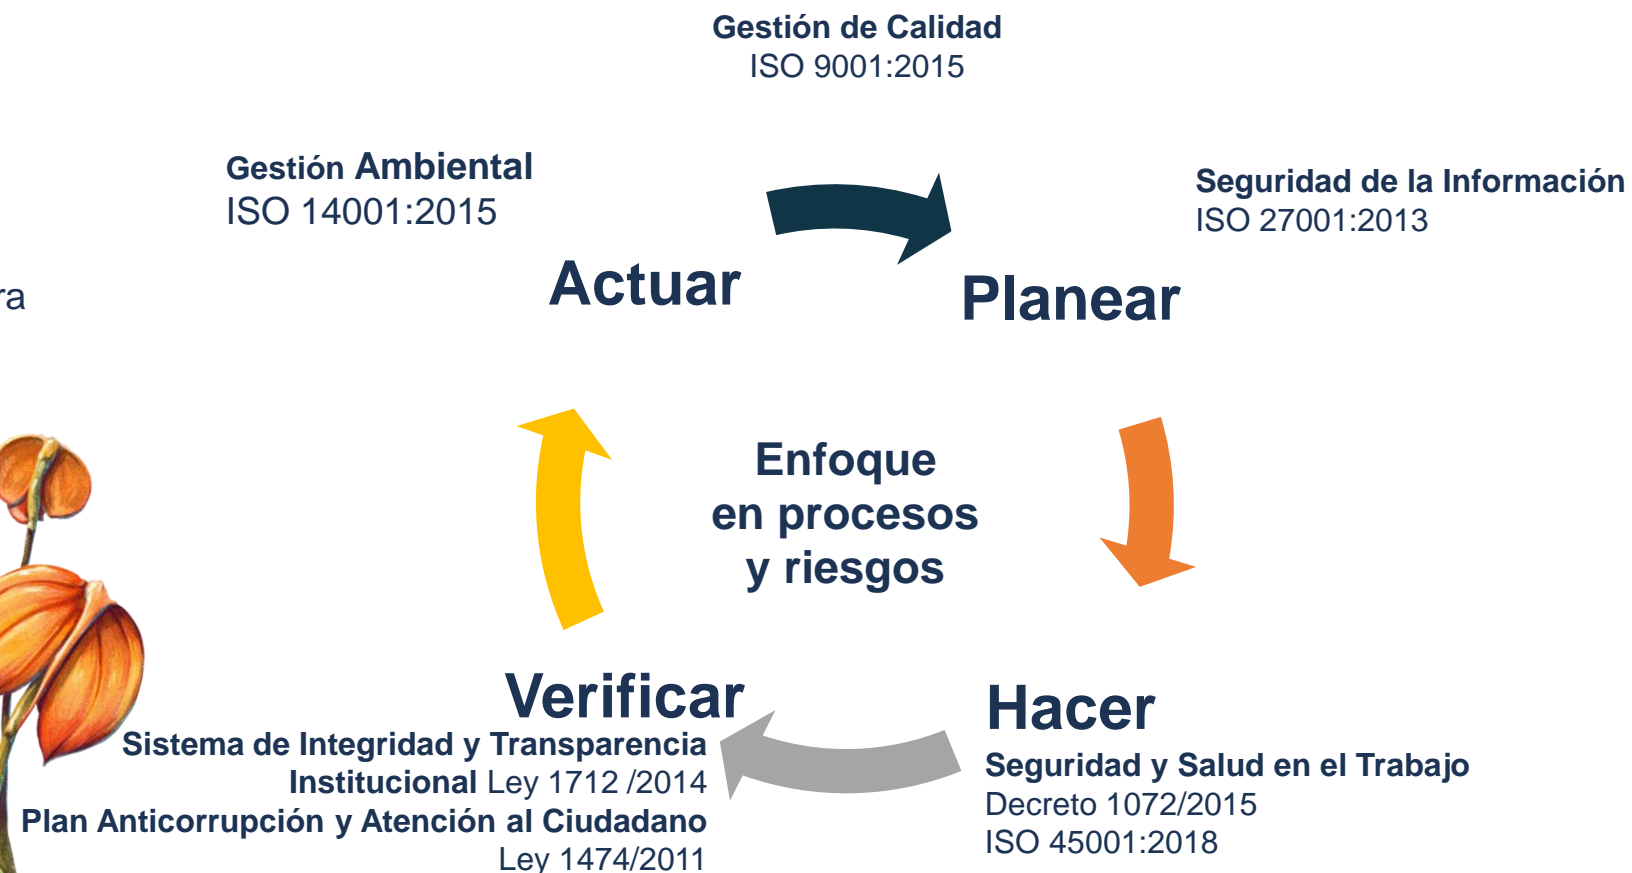 Gestión de Calidad
ISO 9001:2015
Gestión Ambiental
ISO 14001:2015
Seguridad de la Información
ISO 27001:2013
Actuar
Planear
ra
Enfoque
en procesos
y riesgos
Verificar
Sistema de Integridad y Transparencia
Institucional Ley 1712 /2014
Plan Anticorrupción y Atención al Ciudadano
Ley 1474/2011
Hacer
Seguridad y Salud en el Trabajo
Decreto 1072/2015
ISO 45001:2018